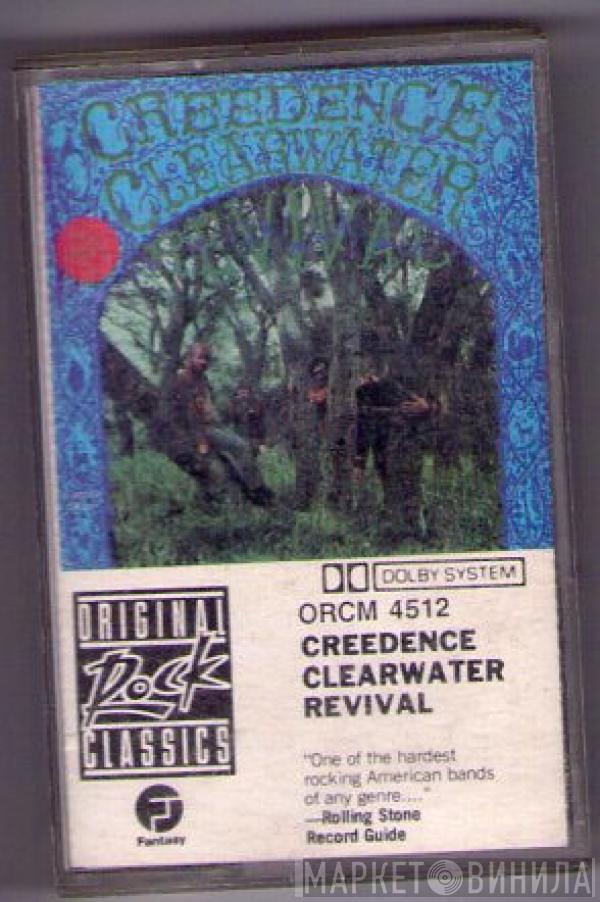 CREEDENCE
CLEARWATER
REVIVAL
DOLBY SYSTEM
ORCM 4512
CREEDENCE
CLEARWATER
REVIVAL
ORIGINAL
Rock
CLASSICS
"One of the hardest
rocking American bands
of any genre...."
—Rolling Stone
Record Guide
Fantasy
МАРКЕТ ВИНИЛА